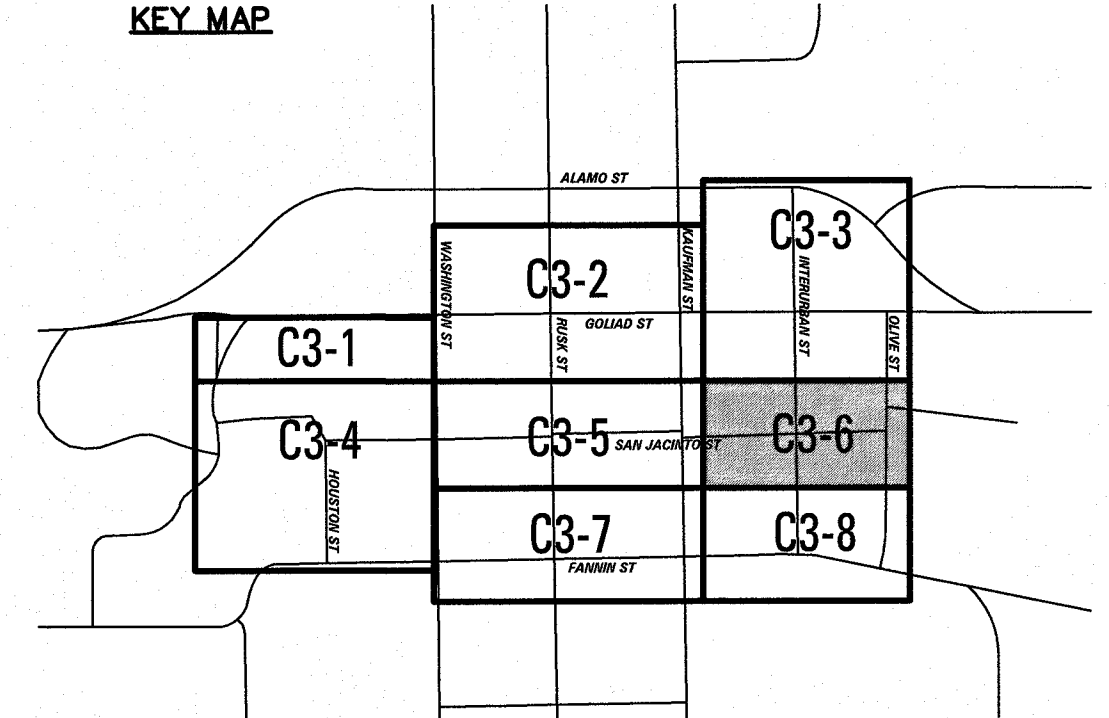 KEY MAP
ALAMO ST
C3-3
KAUFMAN ST
WASHINGTON ST
C3-2
INTERURBAN ST
GOLIAD ST
RUSK ST
OLIVE ST
C3-1
C3-4
C3-5
SAN JACINTO ST
C3-6
HOUSTON ST
C3-7
C3-8
FANNIN ST